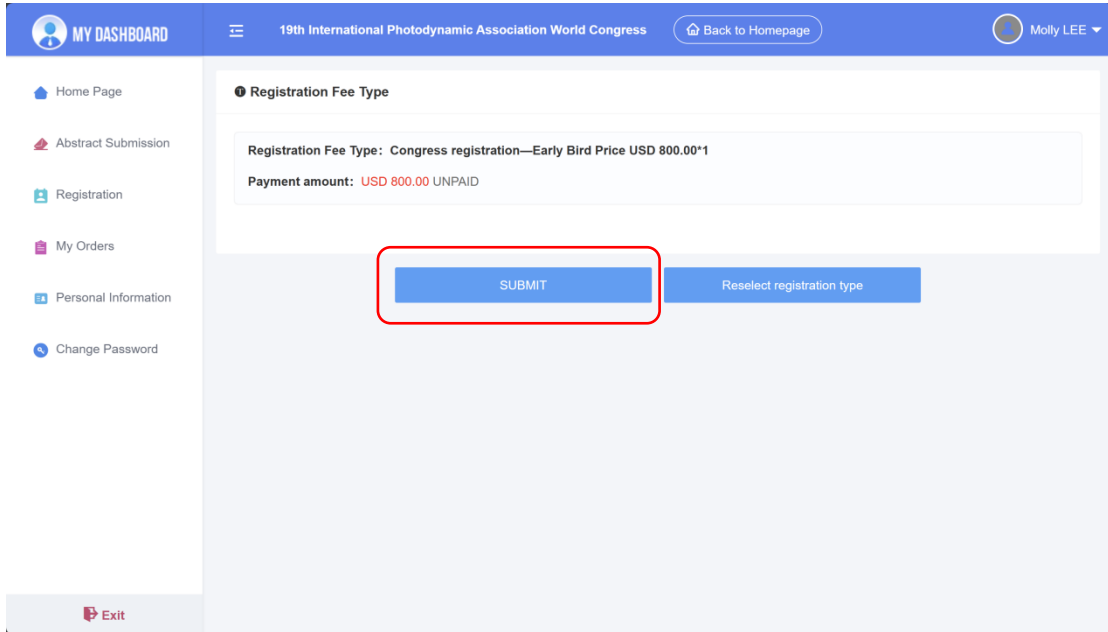 MY DASHBOARD
19th International Photodynamic Association World Congress
Back to Homepage
Molly LEE
Home Page
Abstract Submission
Registration
My Orders
Personal Information
Change Password
Exit
Registration Fee Type
Registration Fee Type： Congress registration—Early Bird Price USD 800.00*1
Payment amount： USD 800.00 UNPAID
SUBMIT
Reselect registration type